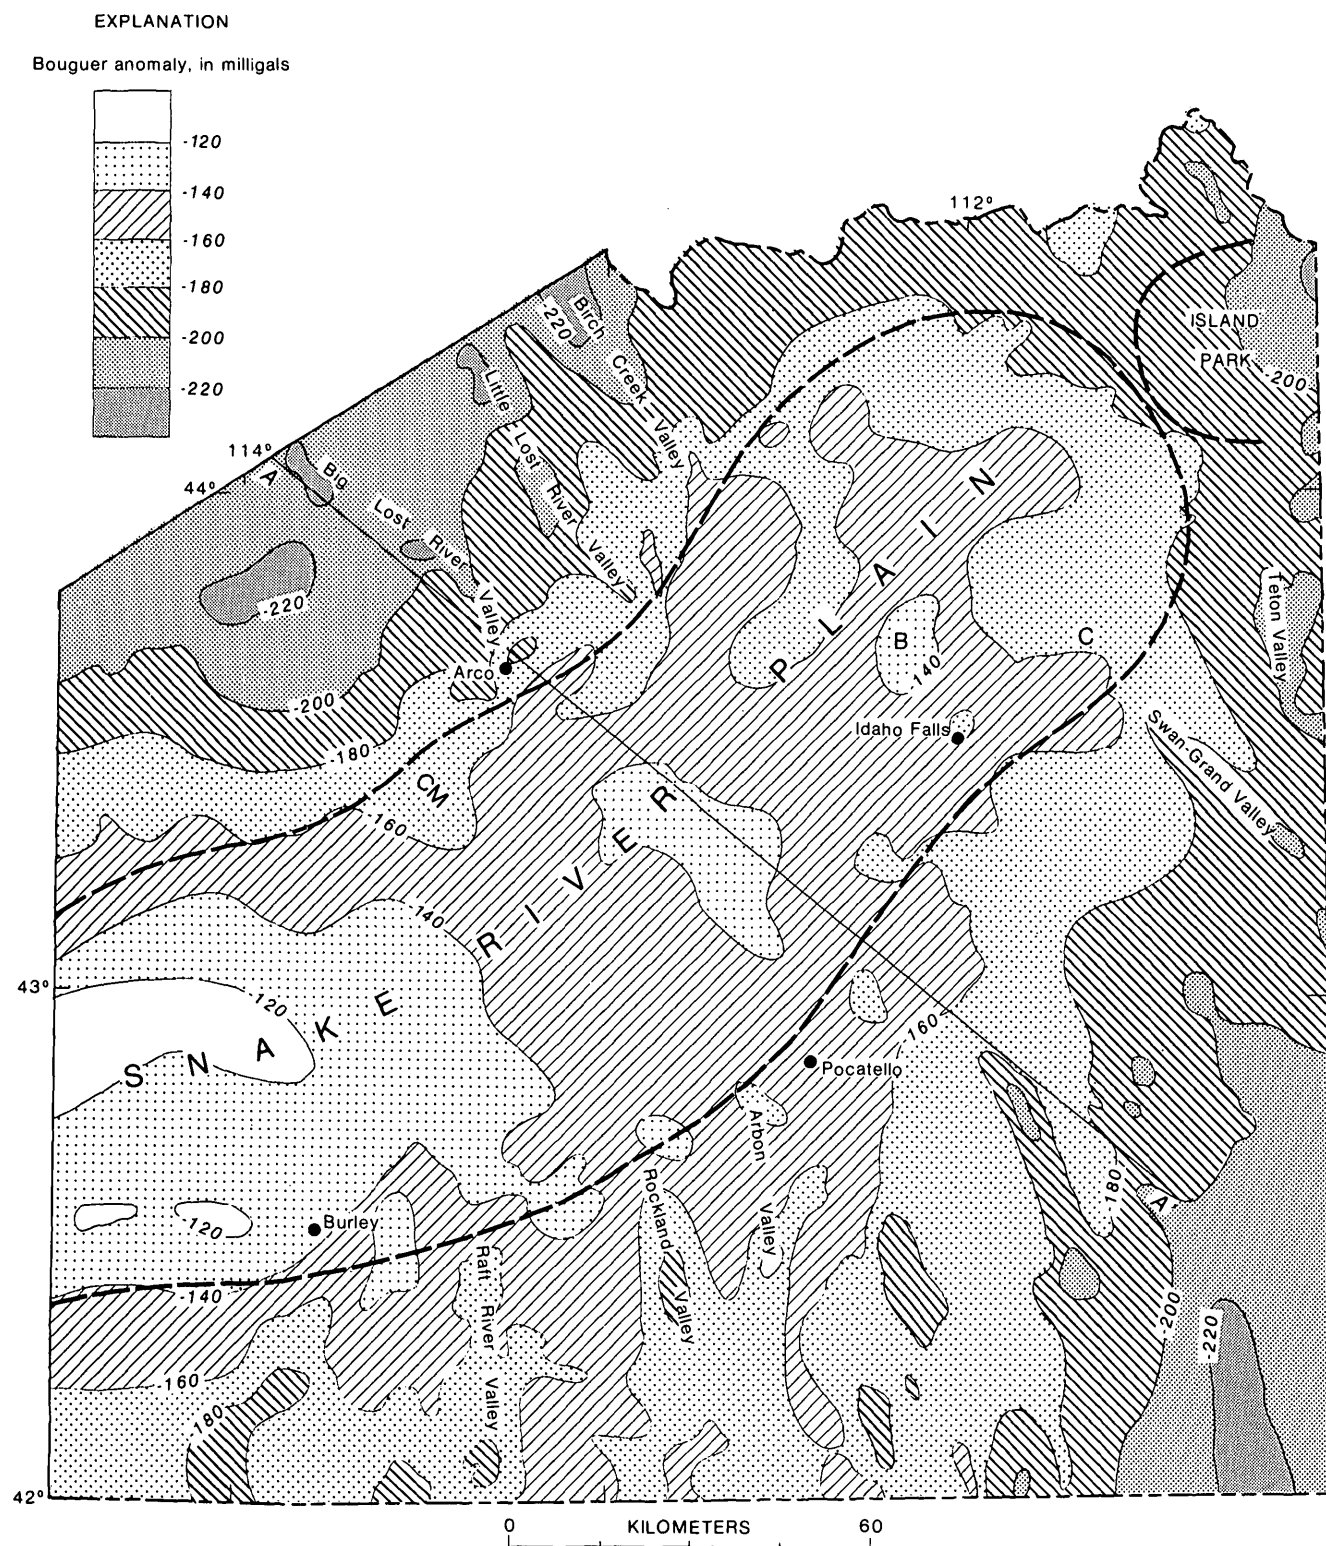 EXPLANATION
Bouguer anomaly, in milligals
-120
-140
-160
-180
-200
-220
112°
ISLAND
PARK
-200
-220
Birch Creek Valley
Little Lost River Valley
114°
44°
A
Big Lost River Valley
-220
Arco
-200
180
CM
160
PLAIN
B
140
C
Idaho Falls
Teton Valley
Swan Grand Valley
RIVER
140
43°
-120
SNAKE
160
Pocatello
Arbon Valley
Rockland Valley
180
A'
-120
Burley
Raft River Valley
-140
-200
-220
-160
180
42°
0 KILOMETERS 60